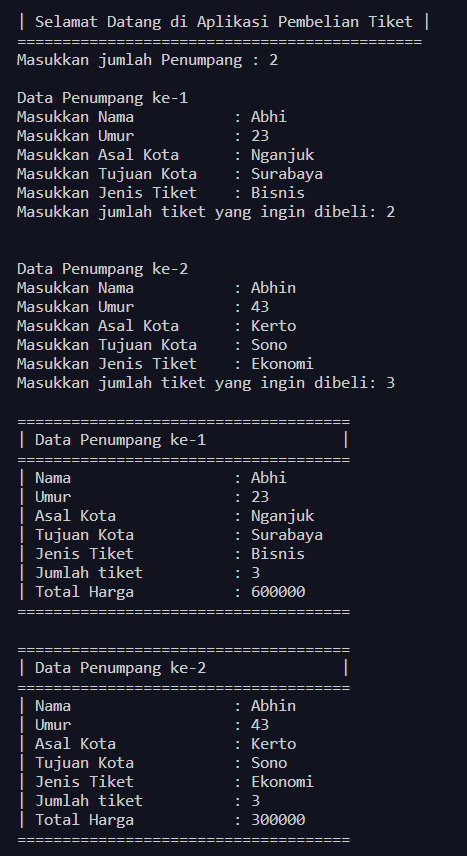 | Selamat Datang di Aplikasi Pembelian Tiket |
=============================================
Masukkan jumlah Penumpang : 2

Data Penumpang ke-1
Masukkan Nama           : Abhi
Masukkan Umur           : 23
Masukkan Asal Kota      : Nganjuk
Masukkan Tujuan Kota    : Surabaya
Masukkan Jenis Tiket    : Bisnis
Masukkan jumlah tiket yang ingin dibeli: 2


Data Penumpang ke-2
Masukkan Nama           : Abhin
Masukkan Umur           : 43
Masukkan Asal Kota      : Kerto
Masukkan Tujuan Kota    : Sono
Masukkan Jenis Tiket    : Ekonomi
Masukkan jumlah tiket yang ingin dibeli: 3

=====================================
| Data Penumpang ke-1               |
=====================================
| Nama                  : Abhi
| Umur                  : 23
| Asal Kota             : Nganjuk
| Tujuan Kota           : Surabaya
| Jenis Tiket           : Bisnis
| Jumlah tiket          : 3
| Total Harga           : 600000
=====================================

=====================================
| Data Penumpang ke-2               |
=====================================
| Nama                  : Abhin
| Umur                  : 43
| Asal Kota             : Kerto
| Tujuan Kota           : Sono
| Jenis Tiket           : Ekonomi
| Jumlah tiket          : 3
| Total Harga           : 300000
=====================================